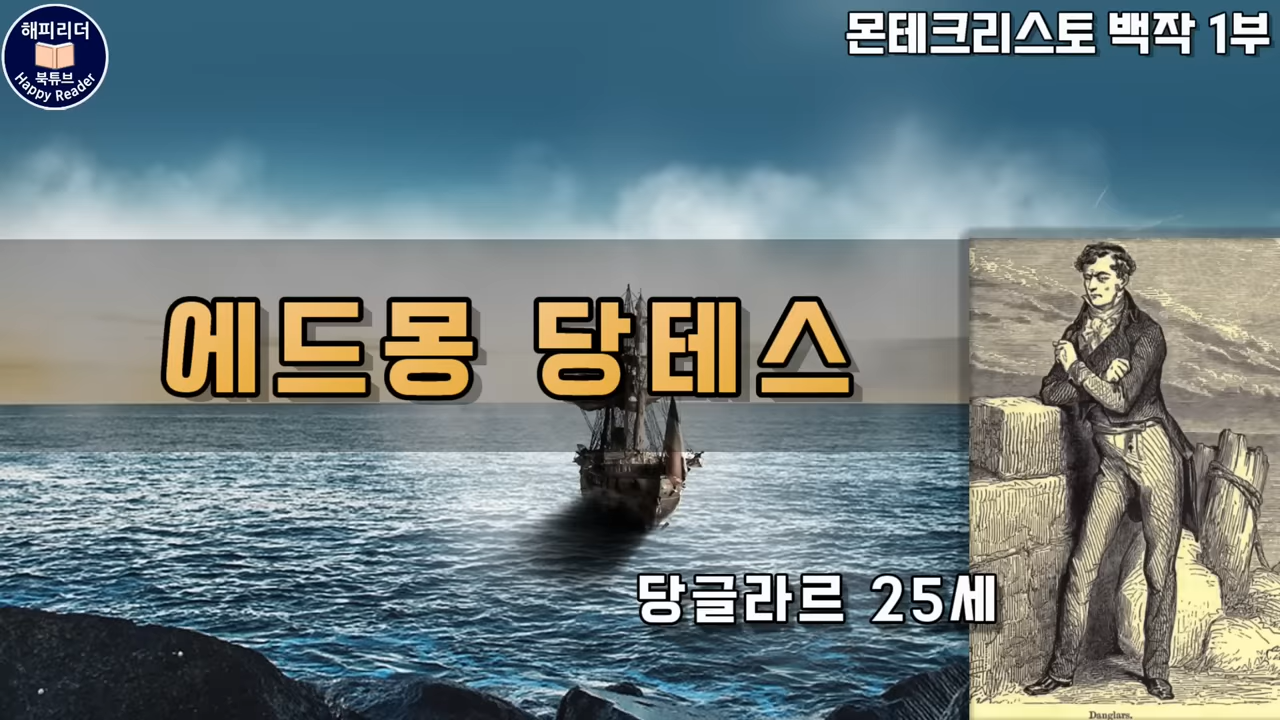 해피리더
북튜브
Happy Reader
몬테크리스토 백작 1부
에드몽 당테스
당글라르 25세
Danglars.